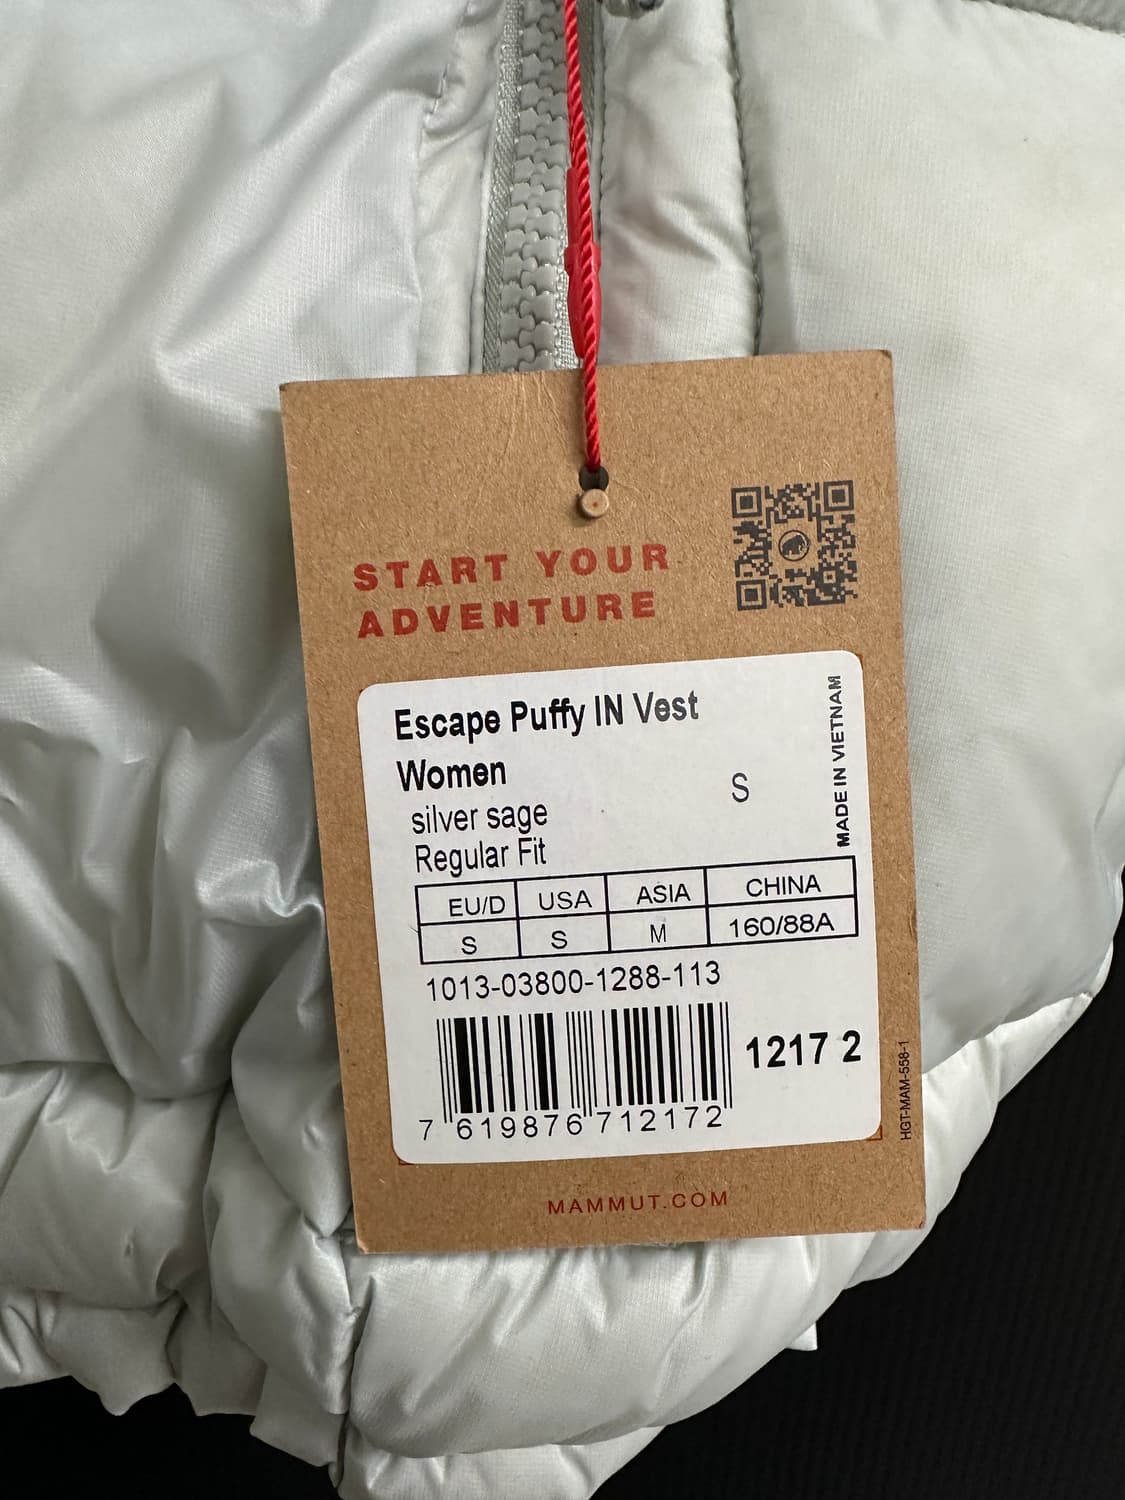 START YOUR
ADVENTURE
Escape Puffy IN Vest
Women
silver sage
S
Regular Fit
MADE IN VIETNAM
EU/D USA ASIA CHINA
S S M 160/88A
1013-03800-1288-113
1217 2
7 619876 712172
HGT-MAM-558-1
MAMMUT.COM